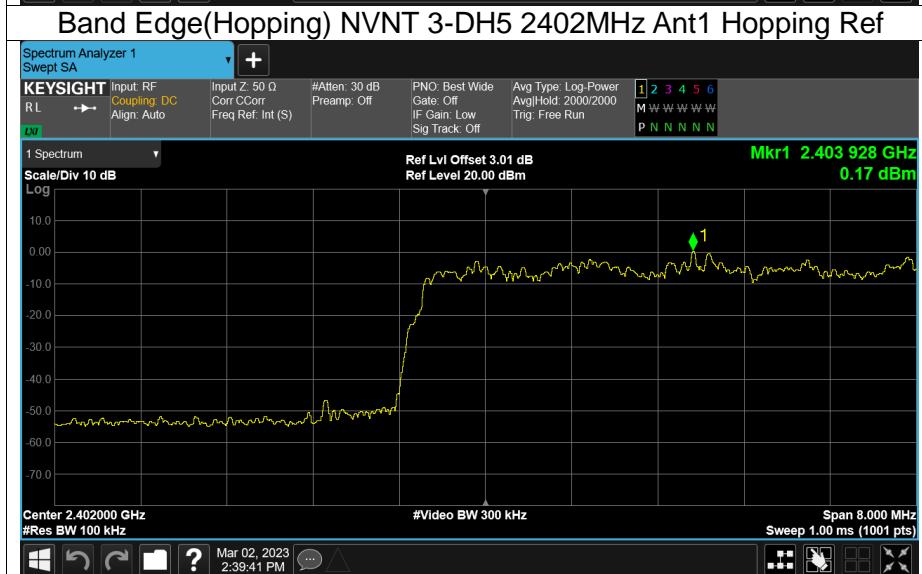 Band Edge(Hopping) NVNT 3-DH5 2402MHz Ant1 Hopping Ref
Spectrum Analyzer 1
Swept SA
+
KEYSIGHT
R L
LXI
Input: RF
Coupling: DC
Align: Auto
Input Z: 50 Ω
Corr CCorr
Freq Ref: Int (S)
#Atten: 30 dB
Preamp: Off
PNO: Best Wide
Gate: Off
IF Gain: Low
Sig Track: Off
Avg Type: Log-Power
Avg|Hold: 2000/2000
Trig: Free Run
1 2 3 4 5 6
M W W W W W
P N N N N N
1 Spectrum
Scale/Div 10 dB
Ref Lvl Offset 3.01 dB
Ref Level 20.00 dBm
Mkr1 2.403 928 GHz
0.17 dBm
Log
10.0
0.00
-10.0
-20.0
-30.0
-40.0
-50.0
-60.0
-70.0
1
Center 2.402000 GHz
#Res BW 100 kHz
#Video BW 300 kHz
Span 8.000 MHz
Sweep 1.00 ms (1001 pts)
?
Mar 02, 2023
2:39:41 PM